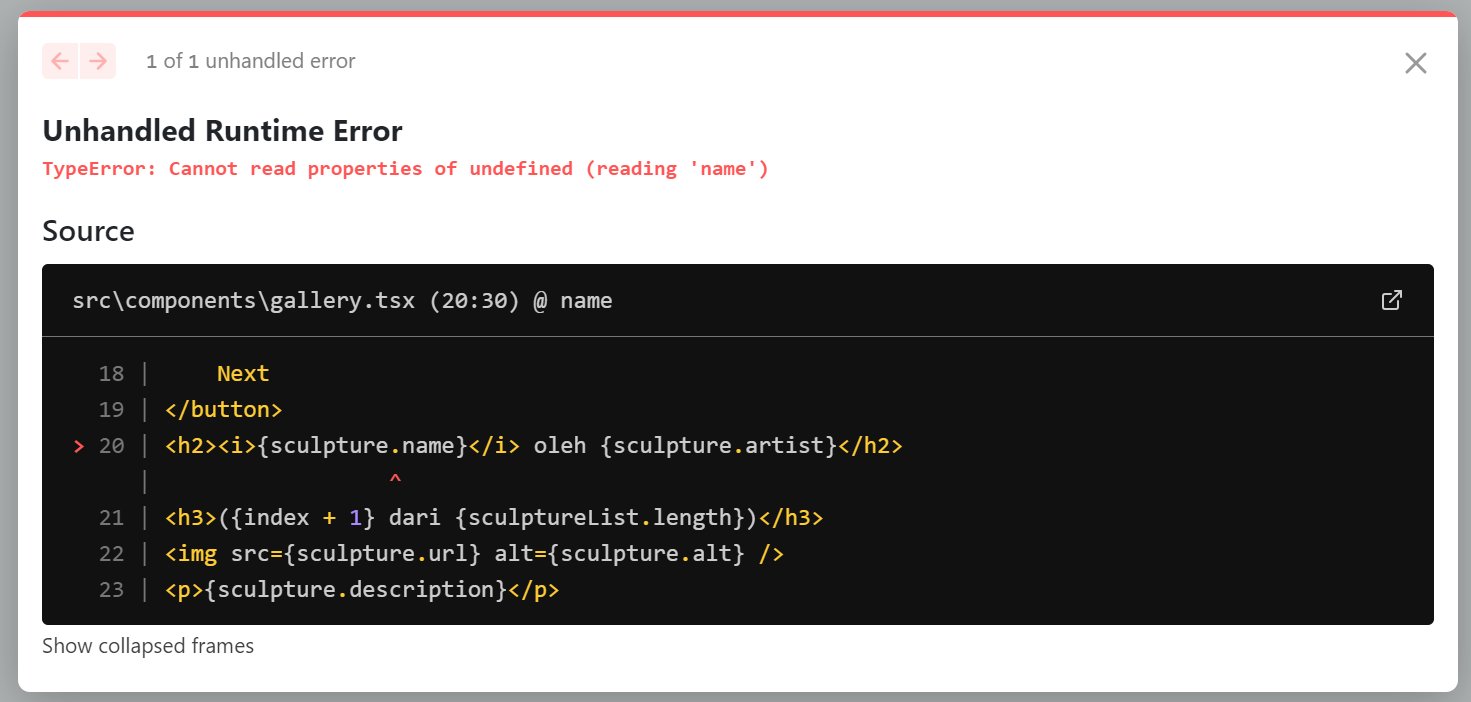 1 of 1 unhandled error
Unhandled Runtime Error
TypeError: Cannot read properties of undefined (reading 'name')
Source
src\components\gallery.tsx (20:30) @ name
18 |     Next
19 | </button>
> 20 | <h2><i>{sculpture.name}</i> oleh {sculpture.artist}</h2>
|                  ^
21 | <h3>({index + 1} dari {sculptureList.length})</h3>
22 | <img src={sculpture.url} alt={sculpture.alt} />
23 | <p>{sculpture.description}</p>
Show collapsed frames